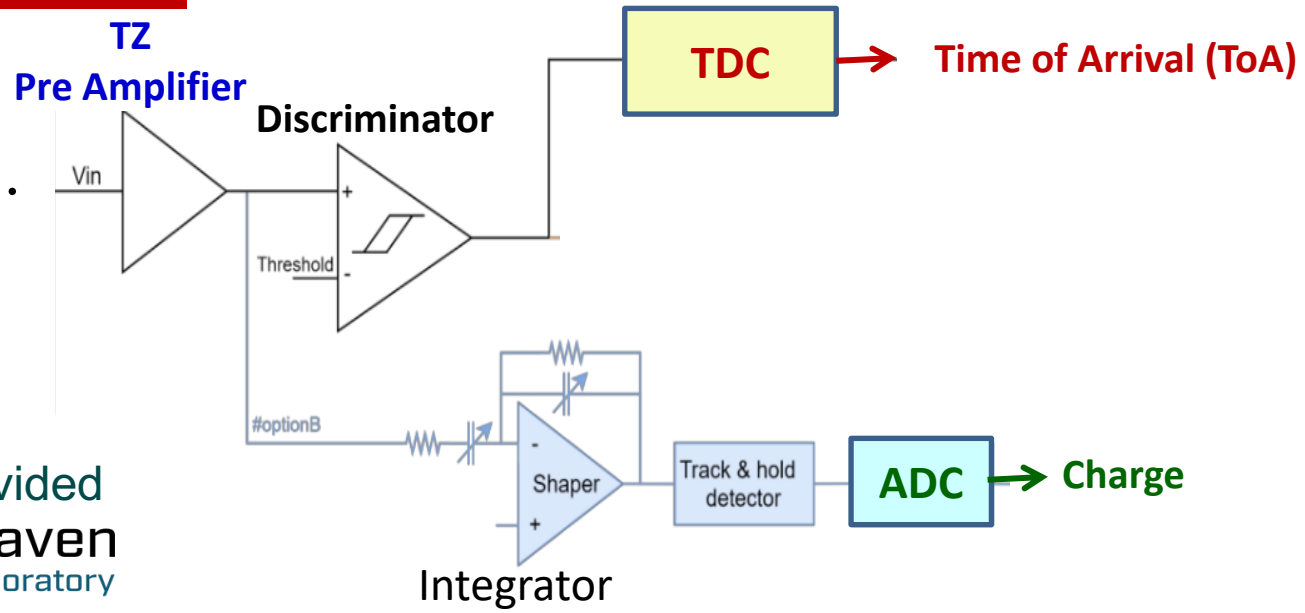 TZ
Pre Amplifier
Discriminator
TDC
Time of Arrival (ToA)
Vin
+
Threshold
-
#optionB
-
Shaper
+
Track & hold
detector
ADC
Charge
Integrator
vided
aven
oratory